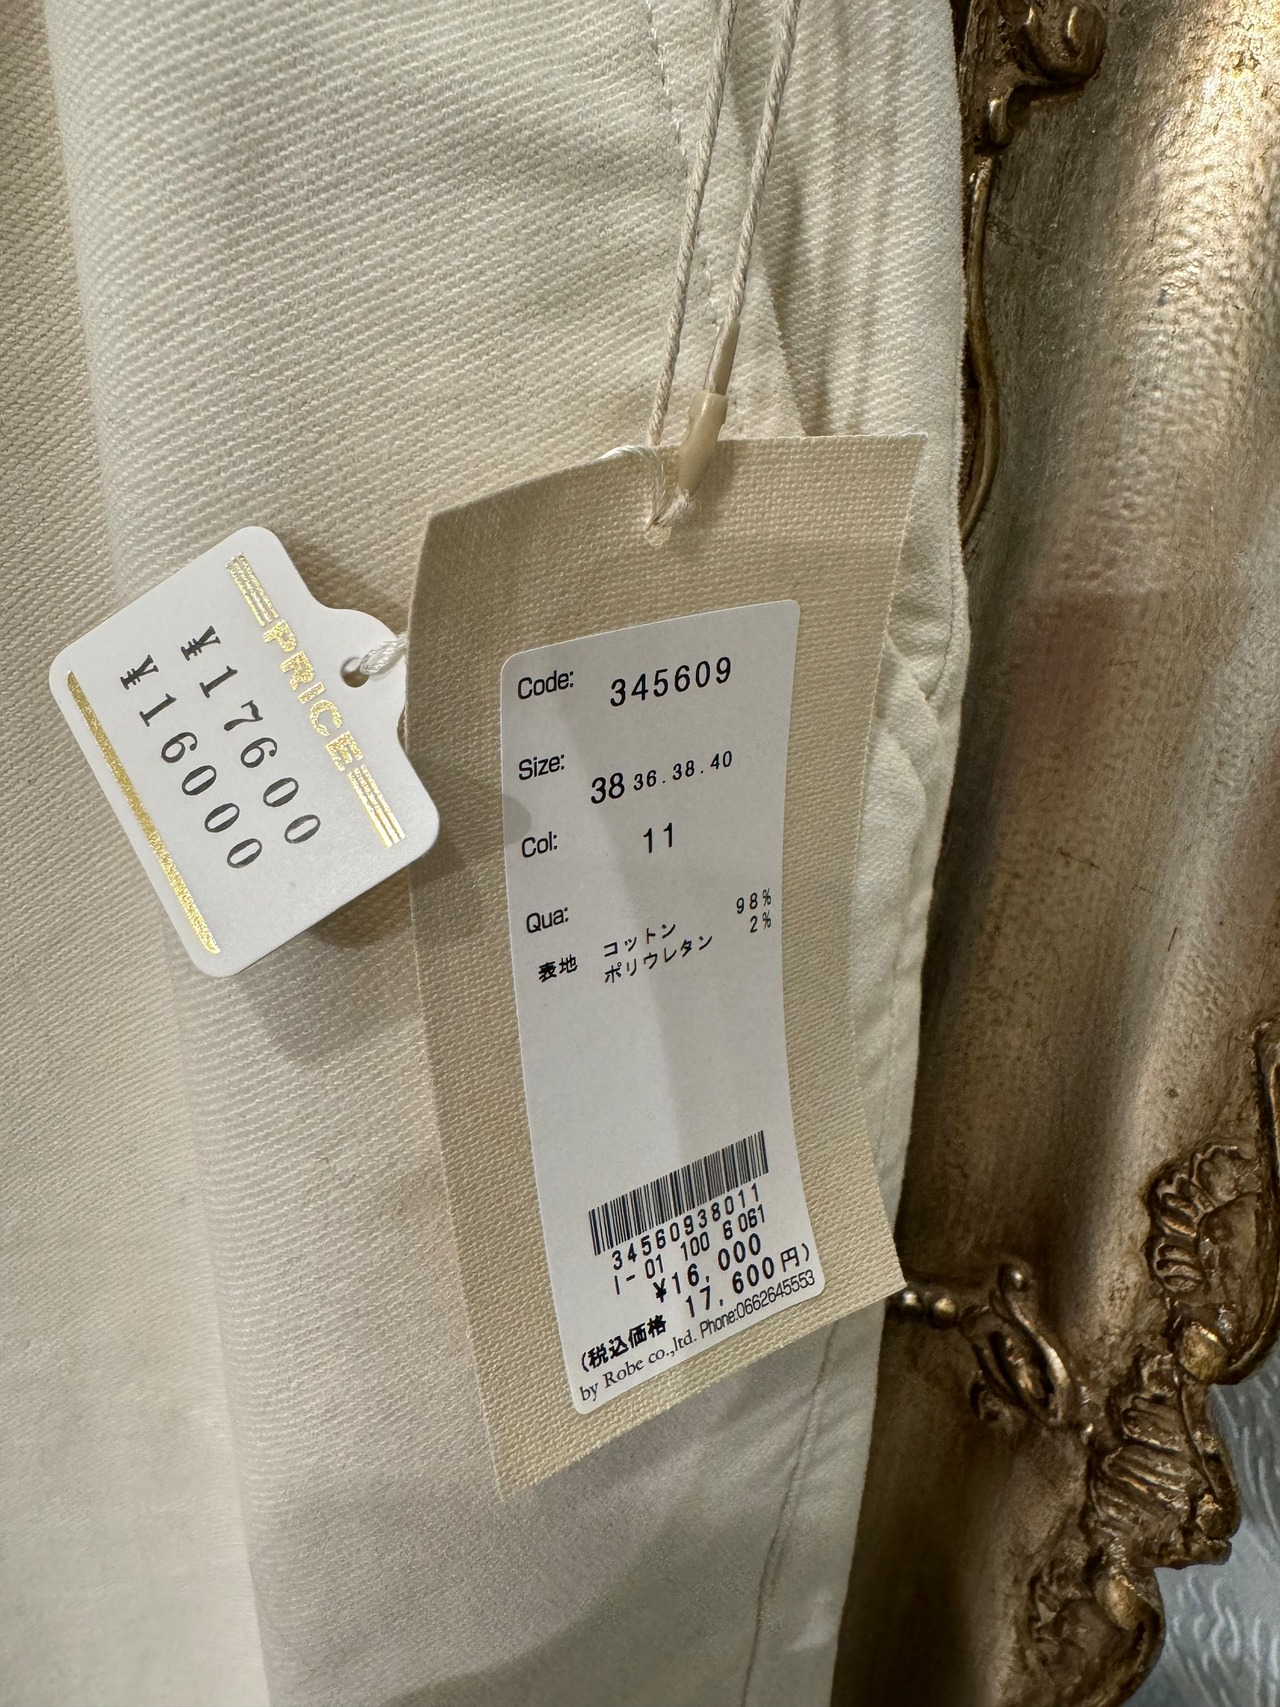 PRICE
¥17600
¥16000
Code: 345609
Size: 38 36.38.40
Col: 11
Qua:
表地 コットン 98%
ポリウレタン 2%
34560938011
I-01 100 6061
¥16,000
(税込価格 17,600円)
by Robe co.,ltd. Phone:0662645553